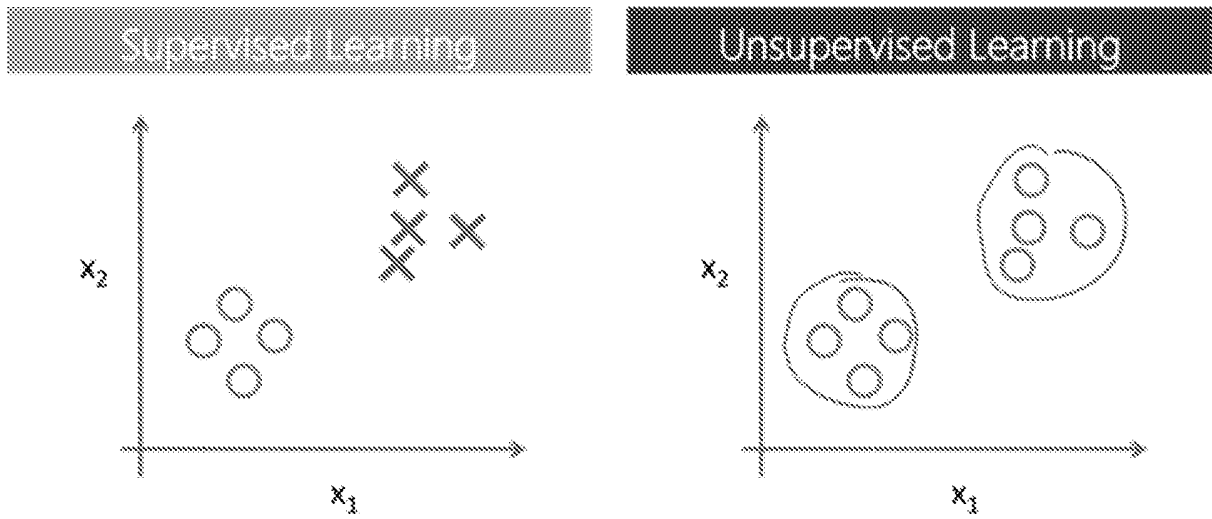 Supervised Learning
Unsupervised Learning
x₂
x₁
x₂
x₁